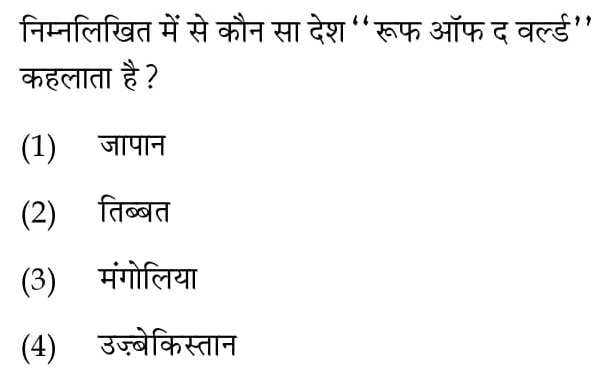 निम्नलिखित में से कौन सा देश ‘‘रूफ ऑफ द वर्ल्ड’’
कहलाता है ?
(1) जापान
(2) तिब्बत
(3) मंगोलिया
(4) उज़्बेकिस्तान